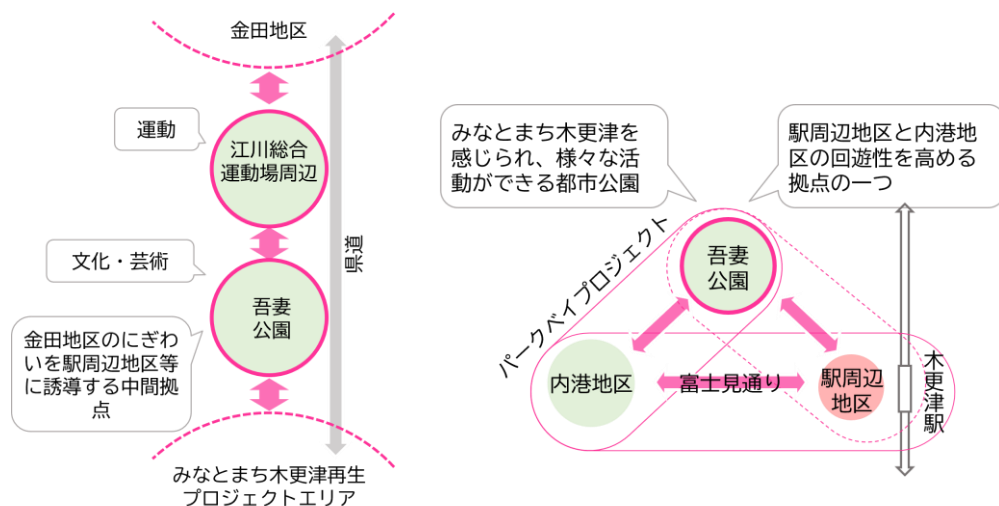 金田地区
運動
江川総合
運動場周辺
県道
文化・芸術
吾妻
公園
金田地区のにぎわ
いを駅周辺地区等
に誘導する中間拠
点
みなとまち木更津再生
プロジェクトエリア
みなとまち木更津を
感じられ、様々な活
動ができる都市公園
駅周辺地区と内港地
区の回遊性を高める
拠点の一つ
パークベイプロジェクト
吾妻
公園
内港地区
富士見通り
駅周辺
地区
木更津駅